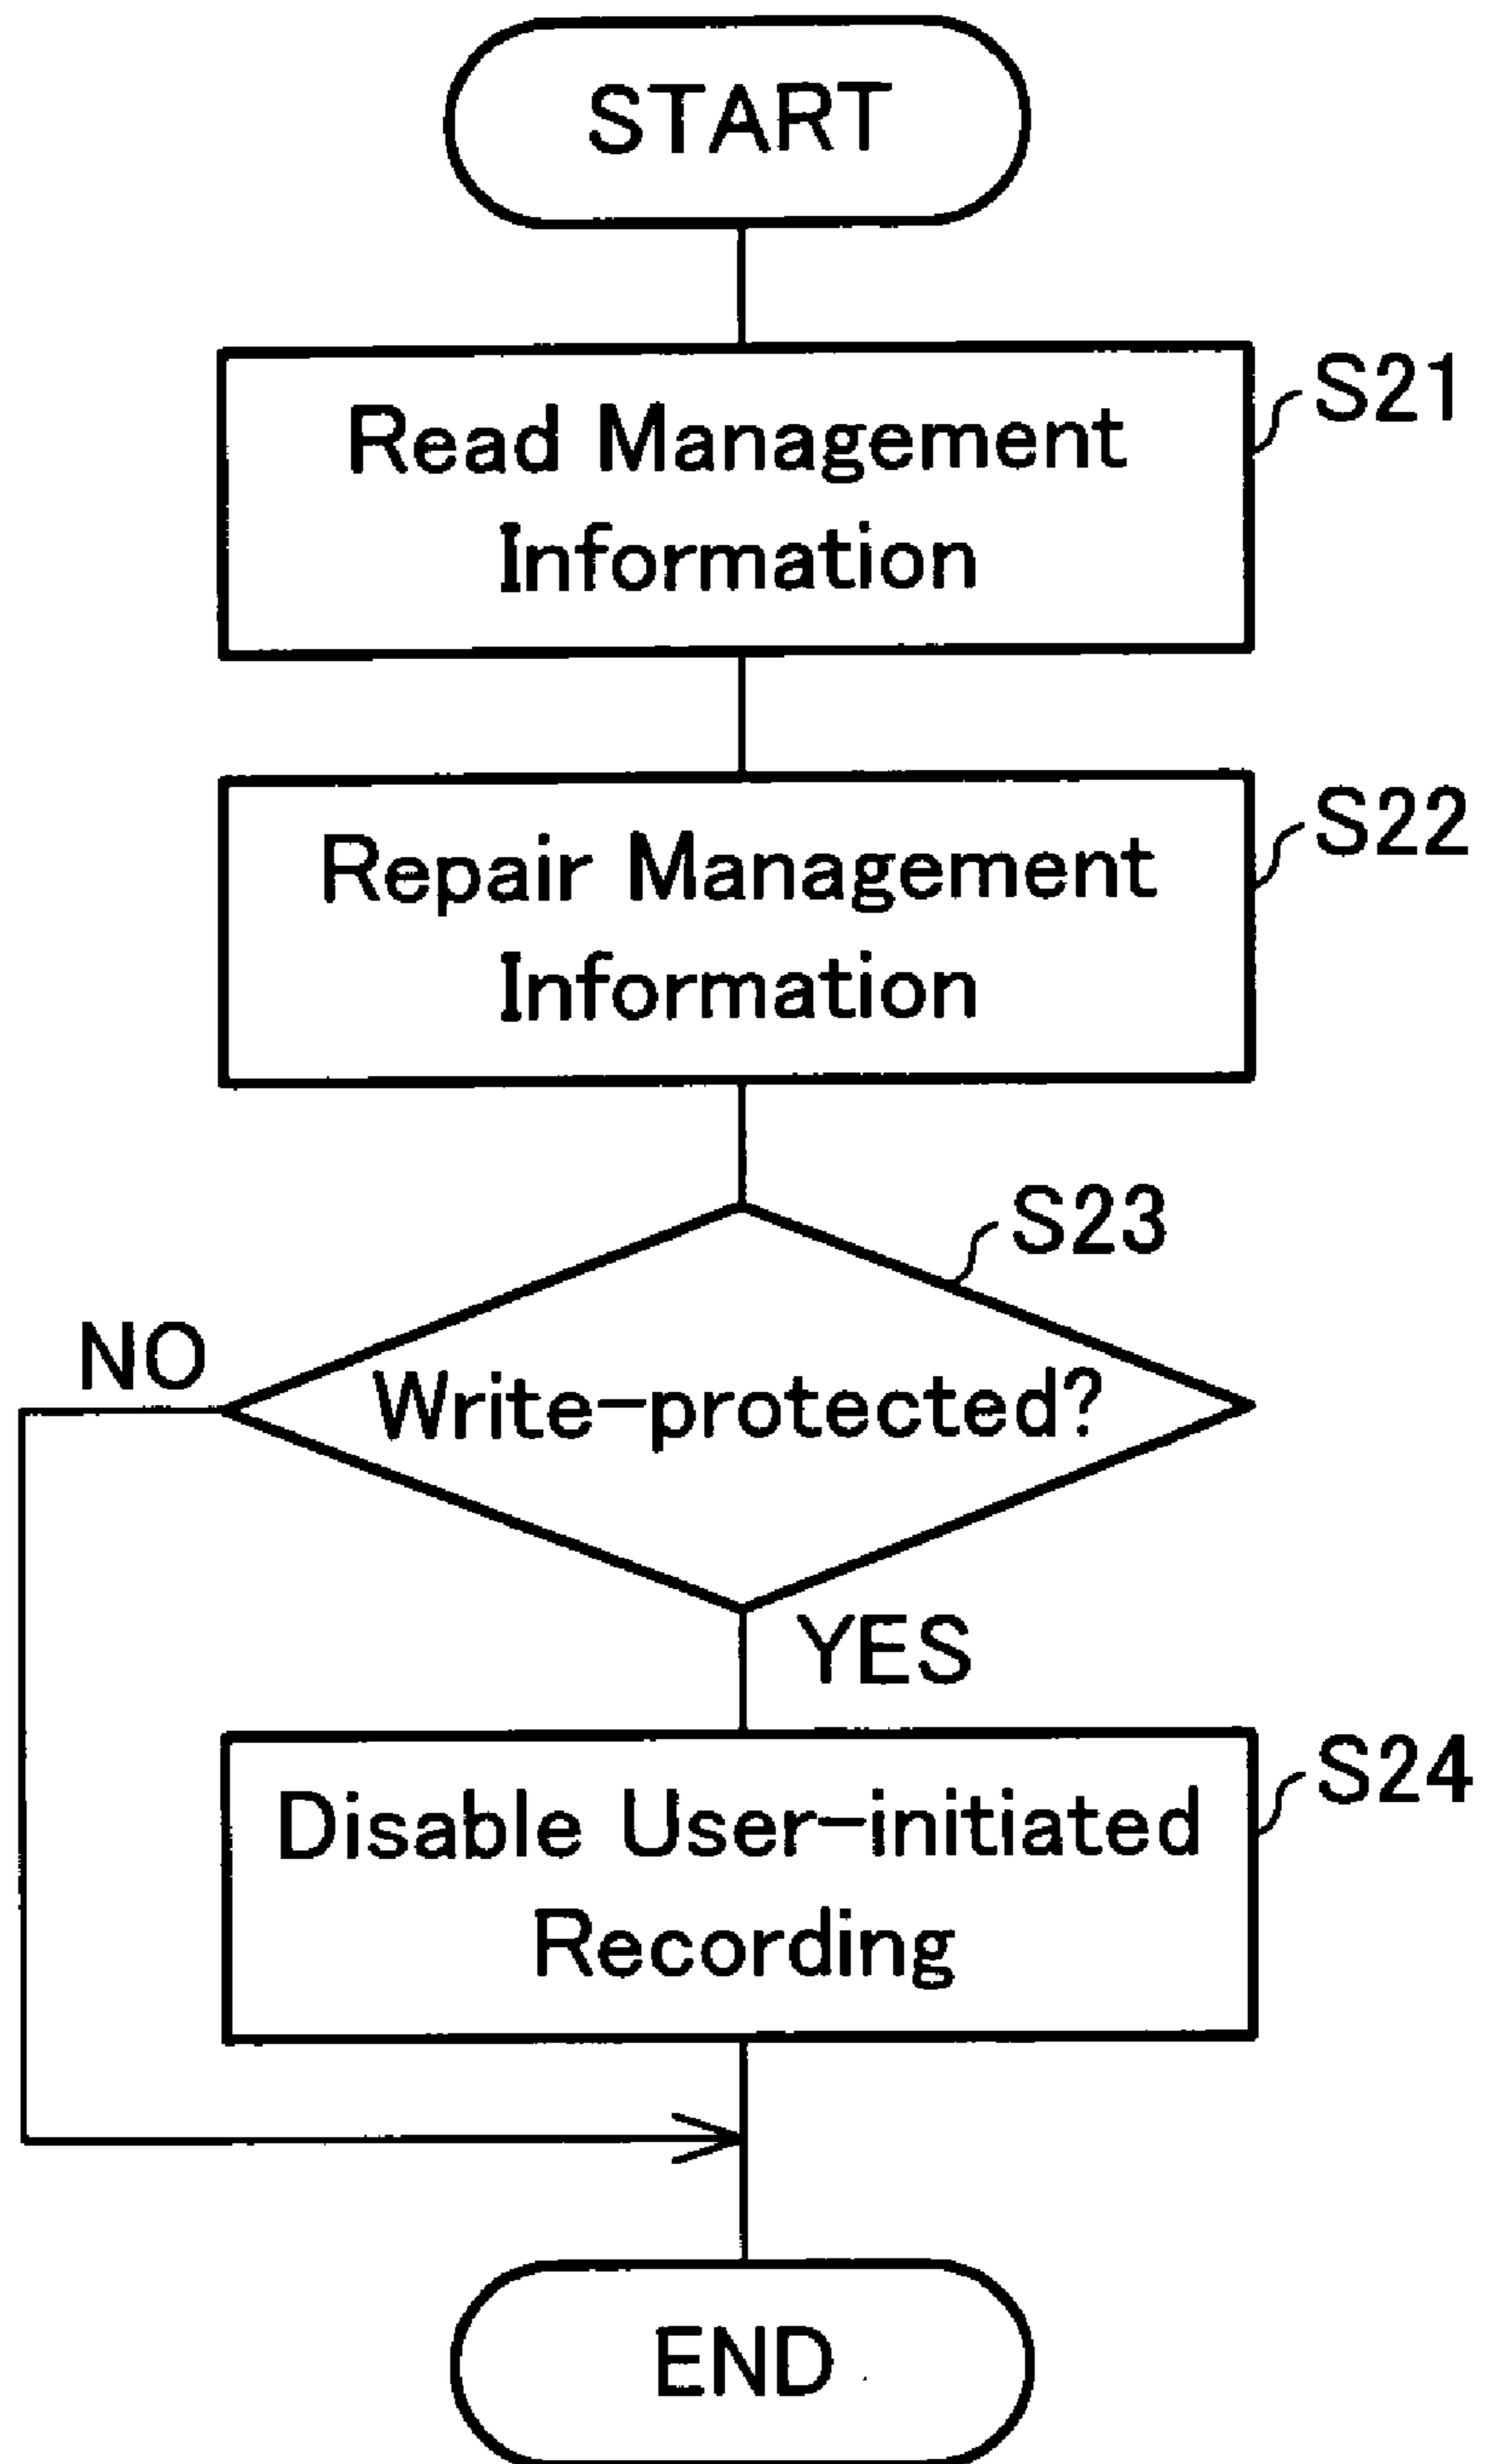 START
S21
Read Management
Information
S22
Repair Management
Information
S23
NO
Write-protected?
YES
S24
Disable User-initiated
Recording
END